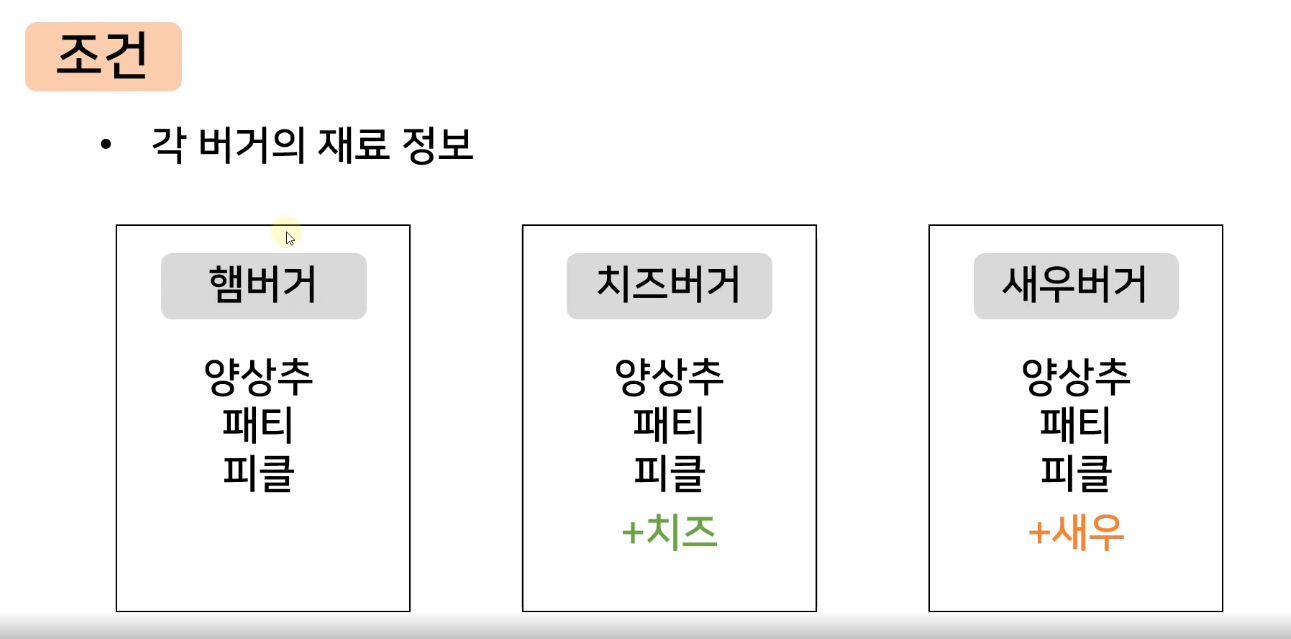 조건
• 각 버거의 재료 정보
햄버거
양상추
패티
피클
치즈버거
양상추
패티
피클
+치즈
새우버거
양상추
패티
피클
+새우